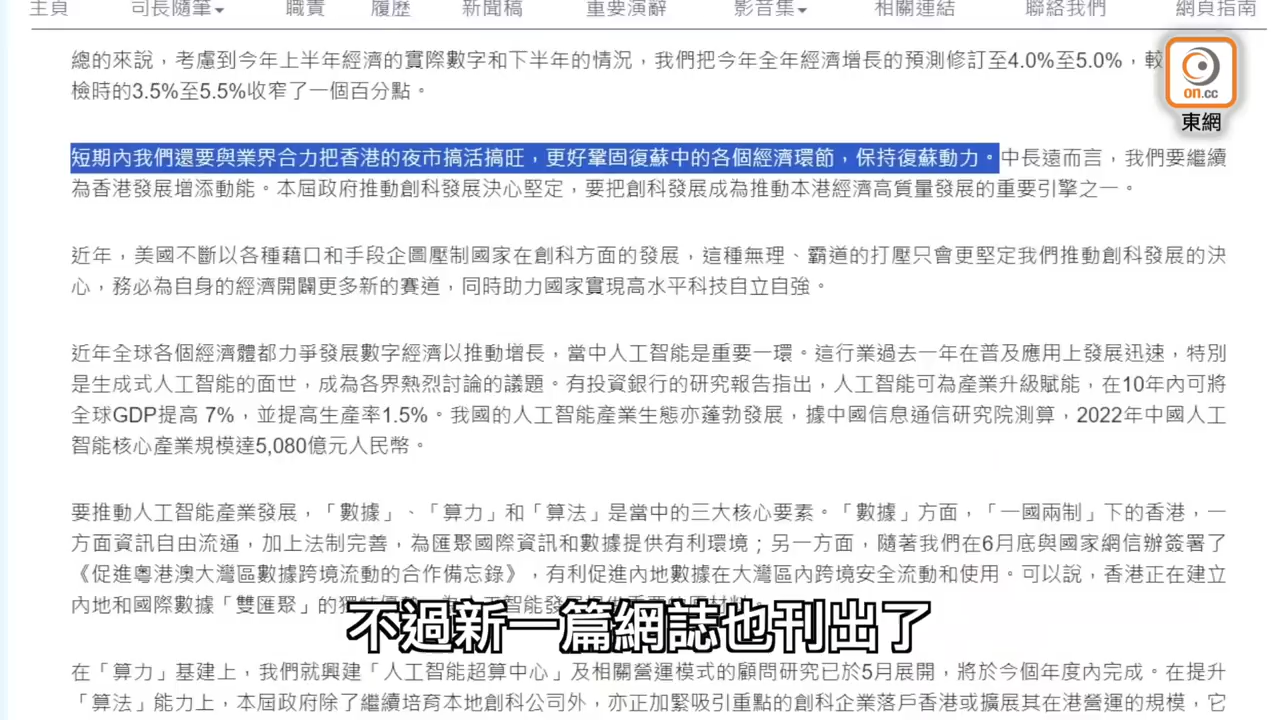 主頁 司長隨筆 職責 履歷 新聞稿 重要演辭 影音集 相關連結 聯絡我們 網頁指南
總的來說，考慮到今年上半年經濟的實際數字和下半年的情況，我們把今年全年經濟增長的預測修訂至4.0%至5.0%，較
檢時的3.5%至5.5%收窄了一個百分點。
on.cc
東網
短期內我們還要與業界合力把香港的夜市搞活搞旺，更好鞏固復蘇中的各個經濟環節，保持復蘇動力。中長遠而言，我們要繼續
為香港發展增添動能。本屆政府推動創科發展決心堅定，要把創科發展成為推動本港經濟高質量發展的重要引擎之一。
近年，美國不斷以各種藉口和手段企圖壓制國家在創科方面的發展，這種無理、霸道的打壓只會更堅定我們推動創科發展的決
心，務必為自身的經濟開闢更多新的賽道，同時助力國家實現高水平科技自立自強。
近年全球各個經濟體都力爭發展數字經濟以推動增長，當中人工智能是重要一環。這行業過去一年在普及應用上發展迅速，特別
是生成式人工智能的面世，成為各界熱烈討論的議題。有投資銀行的研究報告指出，人工智能可為產業升級賦能，在10年內可將
全球GDP提高 7%，並提高生產率1.5%。我國的人工智能產業生態亦蓬勃發展，據中國信息通信研究院測算，2022年中國人工
智能核心產業規模達5,080億元人民幣。
要推動人工智能產業發展，「數據」、「算力」和「算法」是當中的三大核心要素。「數據」方面，「一國兩制」下的香港，一
方面資訊自由流通，加上法制完善，為匯聚國際資訊和數據提供有利環境；另一方面，隨著我們在6月底與國家網信辦簽署了
《促進粵港澳大灣區數據跨境流動的合作備忘錄》，有利促進內地數據在大灣區內跨境安全流動和使用。可以說，香港正在建立
內地和國際數據「雙匯聚」的獨
不過新一篇網誌也刊出了
在「算力」基建上，我們就興建「人工智能超算中心」及相關營運模式的顧問研究已於5月展開，將於今個年度內完成。在提升
「算法」能力上，本屆政府除了繼續培育本地創科公司外，亦正加緊吸引重點的創科企業落戶香港或擴展其在港營運的規模，它